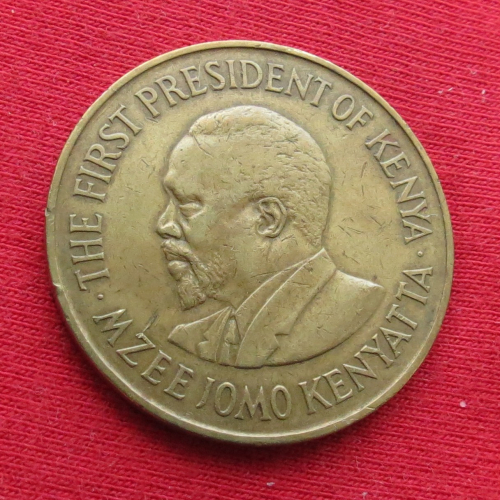 · THE FIRST PRESIDENT OF KENYA ·
MZEE JOMO KENYATTA